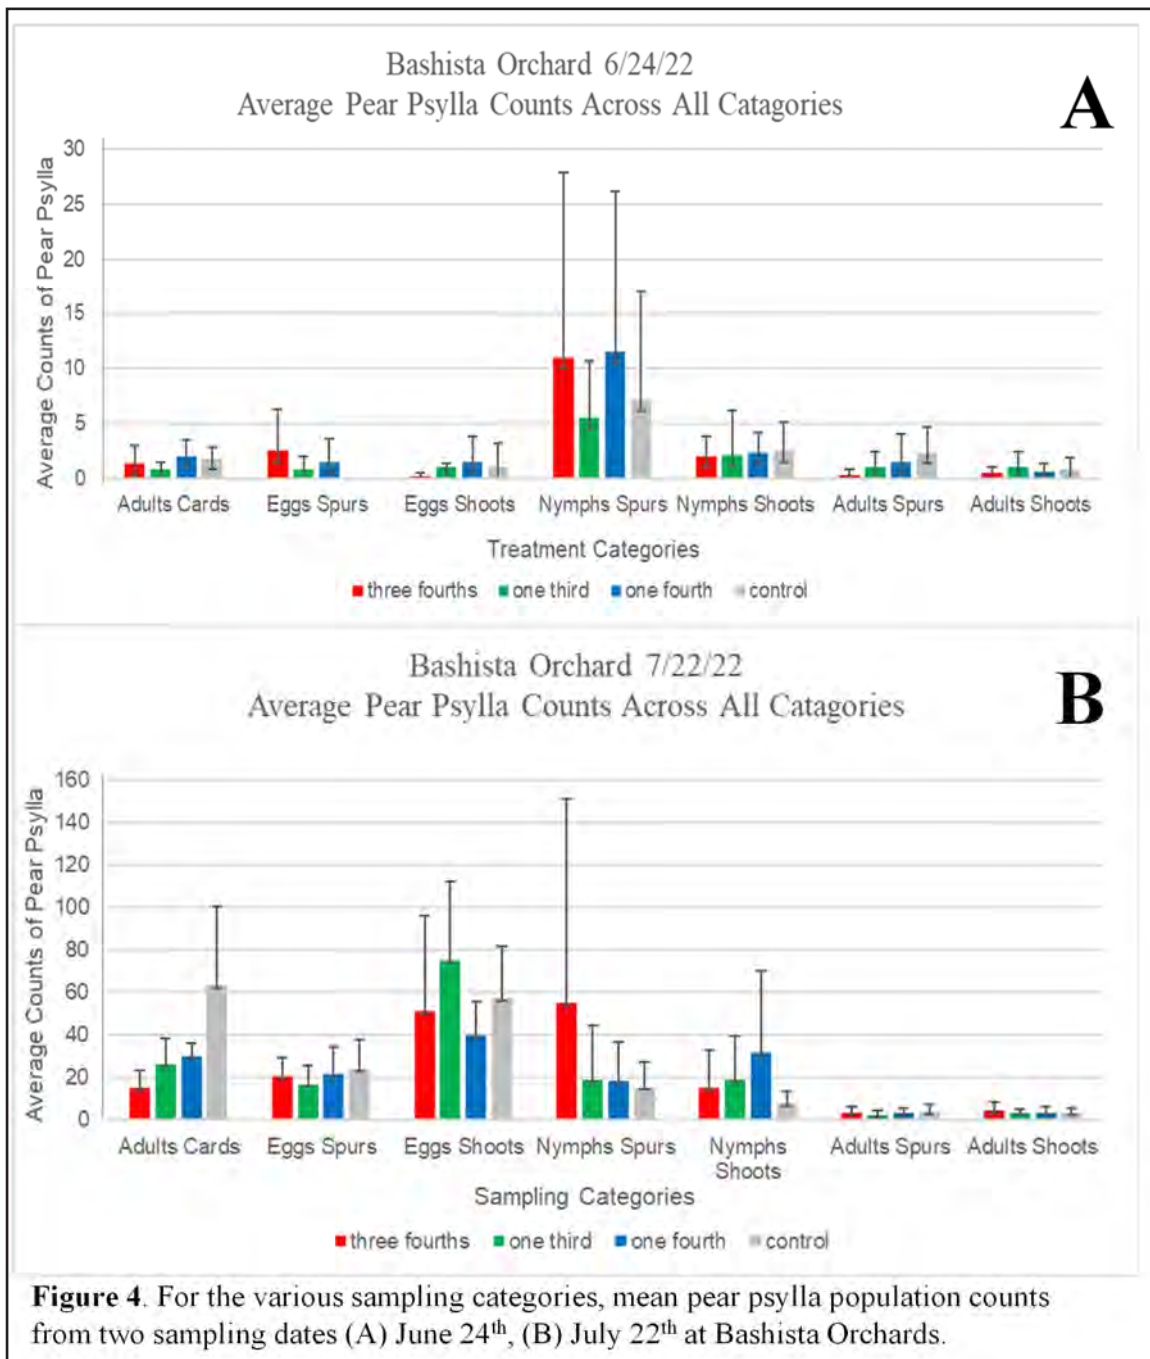 Bashista Orchard 6/24/22
Average Pear Psylla Counts Across All Catagories
A
Average Counts of Pear Psylla
30
25
20
15
10
5
0
Adults Cards Eggs Spurs Eggs Shoots Nymphs Spurs Nymphs Shoots Adults Spurs Adults Shoots
Treatment Categories
three fourths one third one fourth control
Bashista Orchard 7/22/22
Average Pear Psylla Counts Across All Catagories
B
Average Counts of Pear Psylla
160
140
120
100
80
60
40
20
0
Adults Cards Eggs Spurs Eggs Shoots Nymphs Spurs Nymphs Shoots Adults Spurs Adults Shoots
Sampling Categories
three fourths one third one fourth control
Figure 4. For the various sampling categories, mean pear psylla population counts
from two sampling dates (A) June 24th, (B) July 22th at Bashista Orchards.